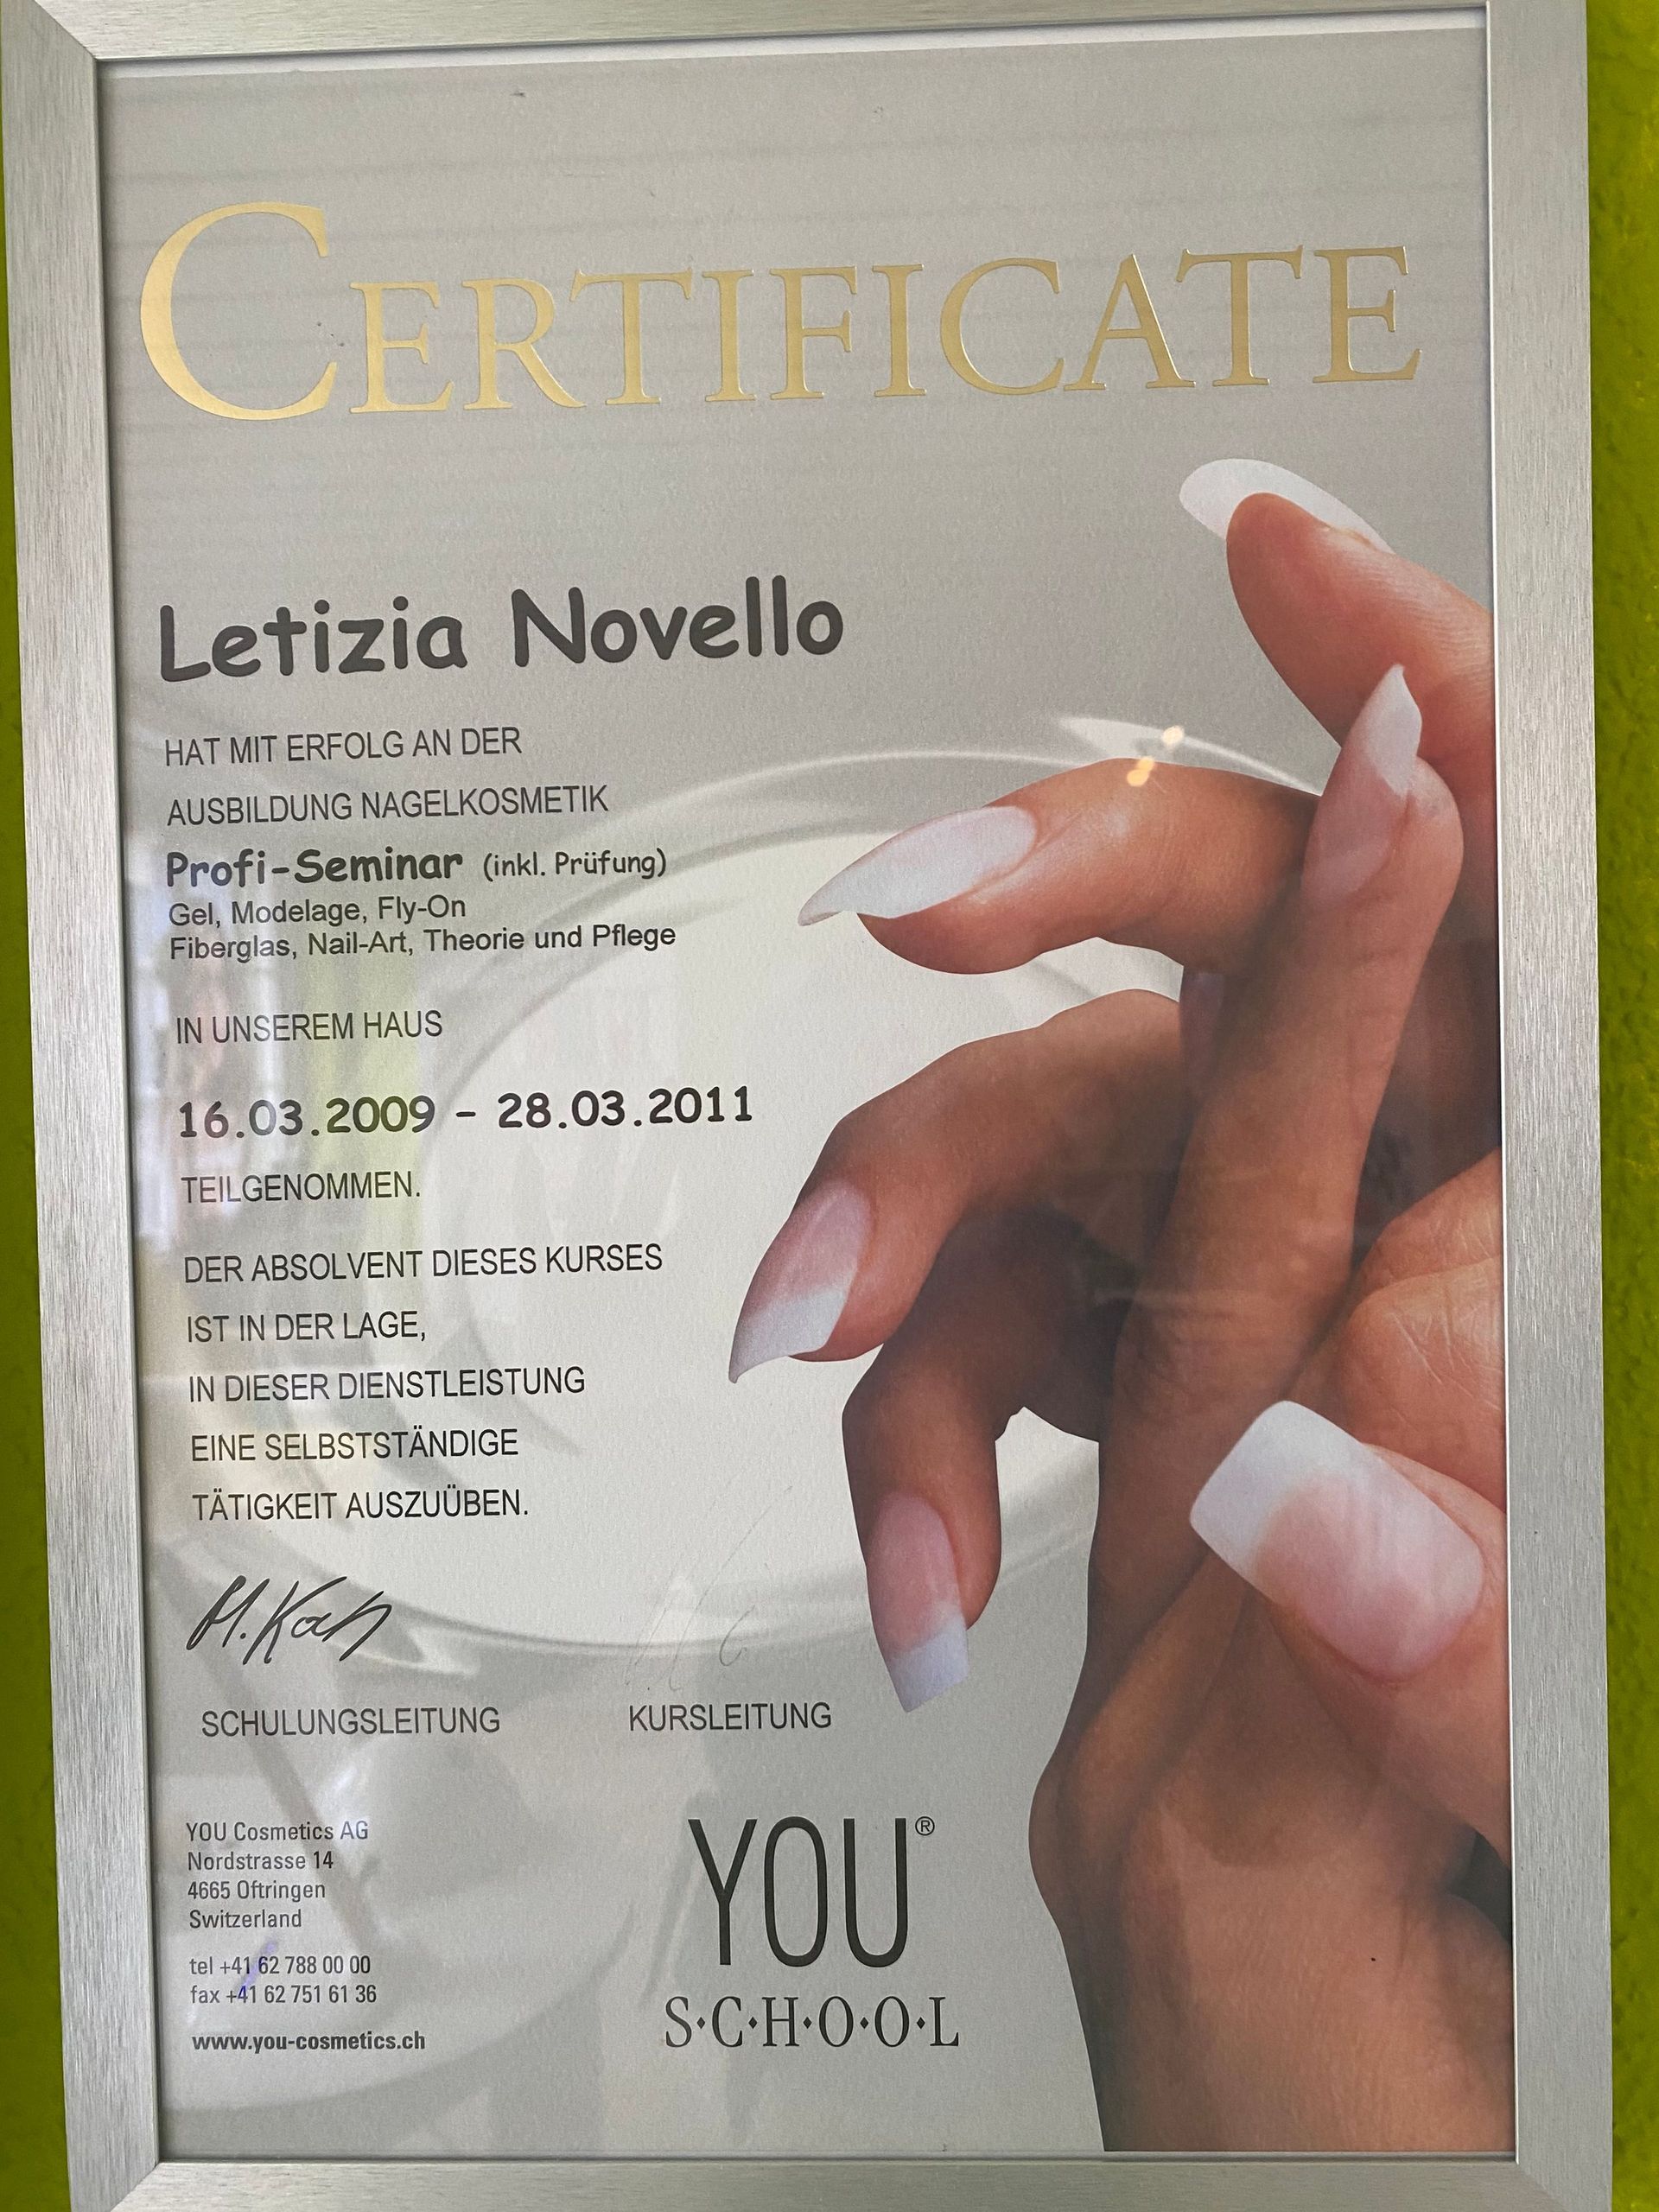 CERTIFICATE
Letizia Novello
HAT MIT ERFOLG AN DER
AUSBILDUNG NAGELKOSMETIK
Profi-Seminar (inkl. Prüfung)
Gel, Modelage, Fly-On
Fiberglas, Nail-Art, Theorie und Pflege
IN UNSEREM HAUS
16.03.2009 - 28.03.2011
TEILGENOMMEN.
DER ABSOLVENT DIESES KURSES
IST IN DER LAGE,
IN DIESER DIENSTLEISTUNG
EINE SELBSTSTÄNDIGE
TÄTIGKEIT AUSZUÜBEN.
M. Koch
SCHULUNGSLEITUNG KURSLEITUNG
YOU Cosmetics AG
Nordstrasse 14
4665 Oftringen
Switzerland
tel +41 62 788 00 00
fax +41 62 751 61 36
www.you-cosmetics.ch
YOU®
S·C·H·O·O·L